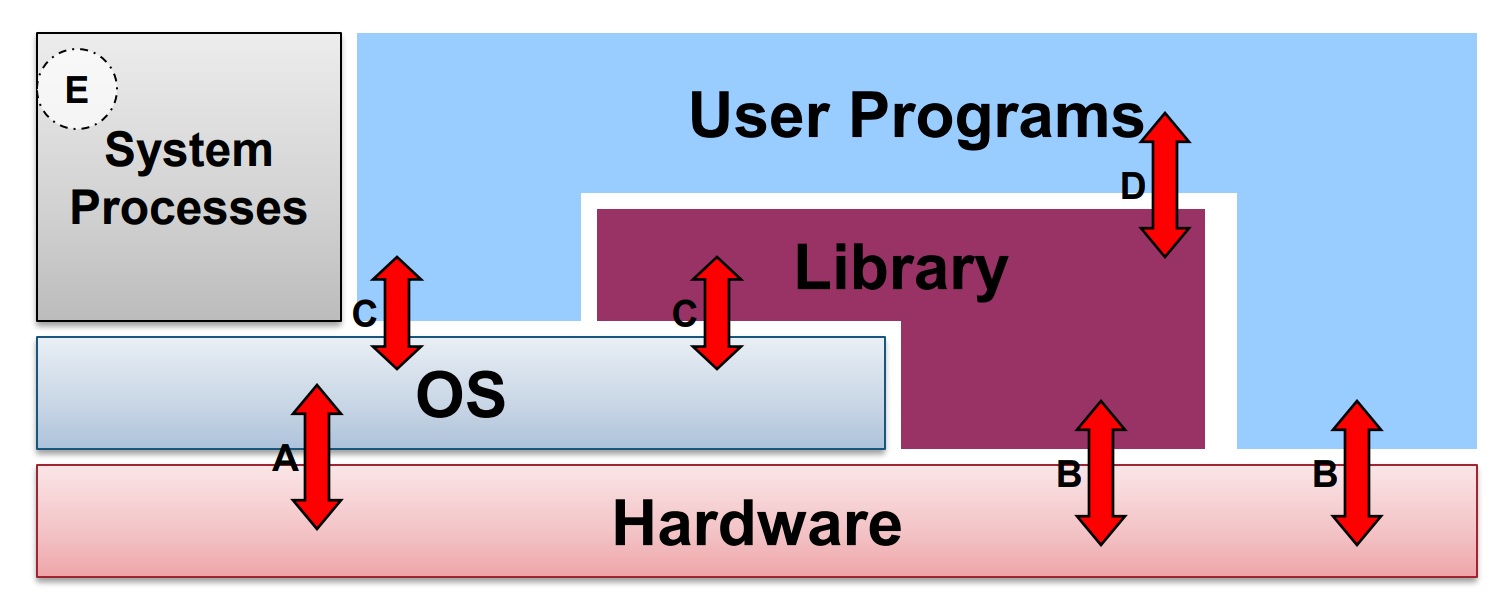 E
System
Processes
User Programs
D
Library
C
C
OS
A
B
B
Hardware